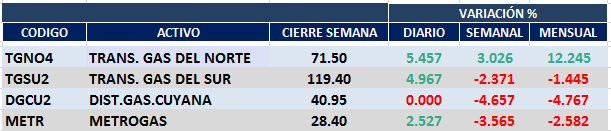 VARIACIÓN %
CODIGO ACTIVO CIERRE SEMANA DIARIO SEMANAL MENSUAL
TGNO4 TRANS. GAS DEL NORTE 71.50 5.457 3.026 12.245
TGSU2 TRANS. GAS DEL SUR 119.40 4.967 -2.371 -1.445
DGCU2 DIST.GAS.CUYANA 40.95 0.000 -4.657 -4.767
METR METROGAS 28.40 2.527 -3.565 -2.582